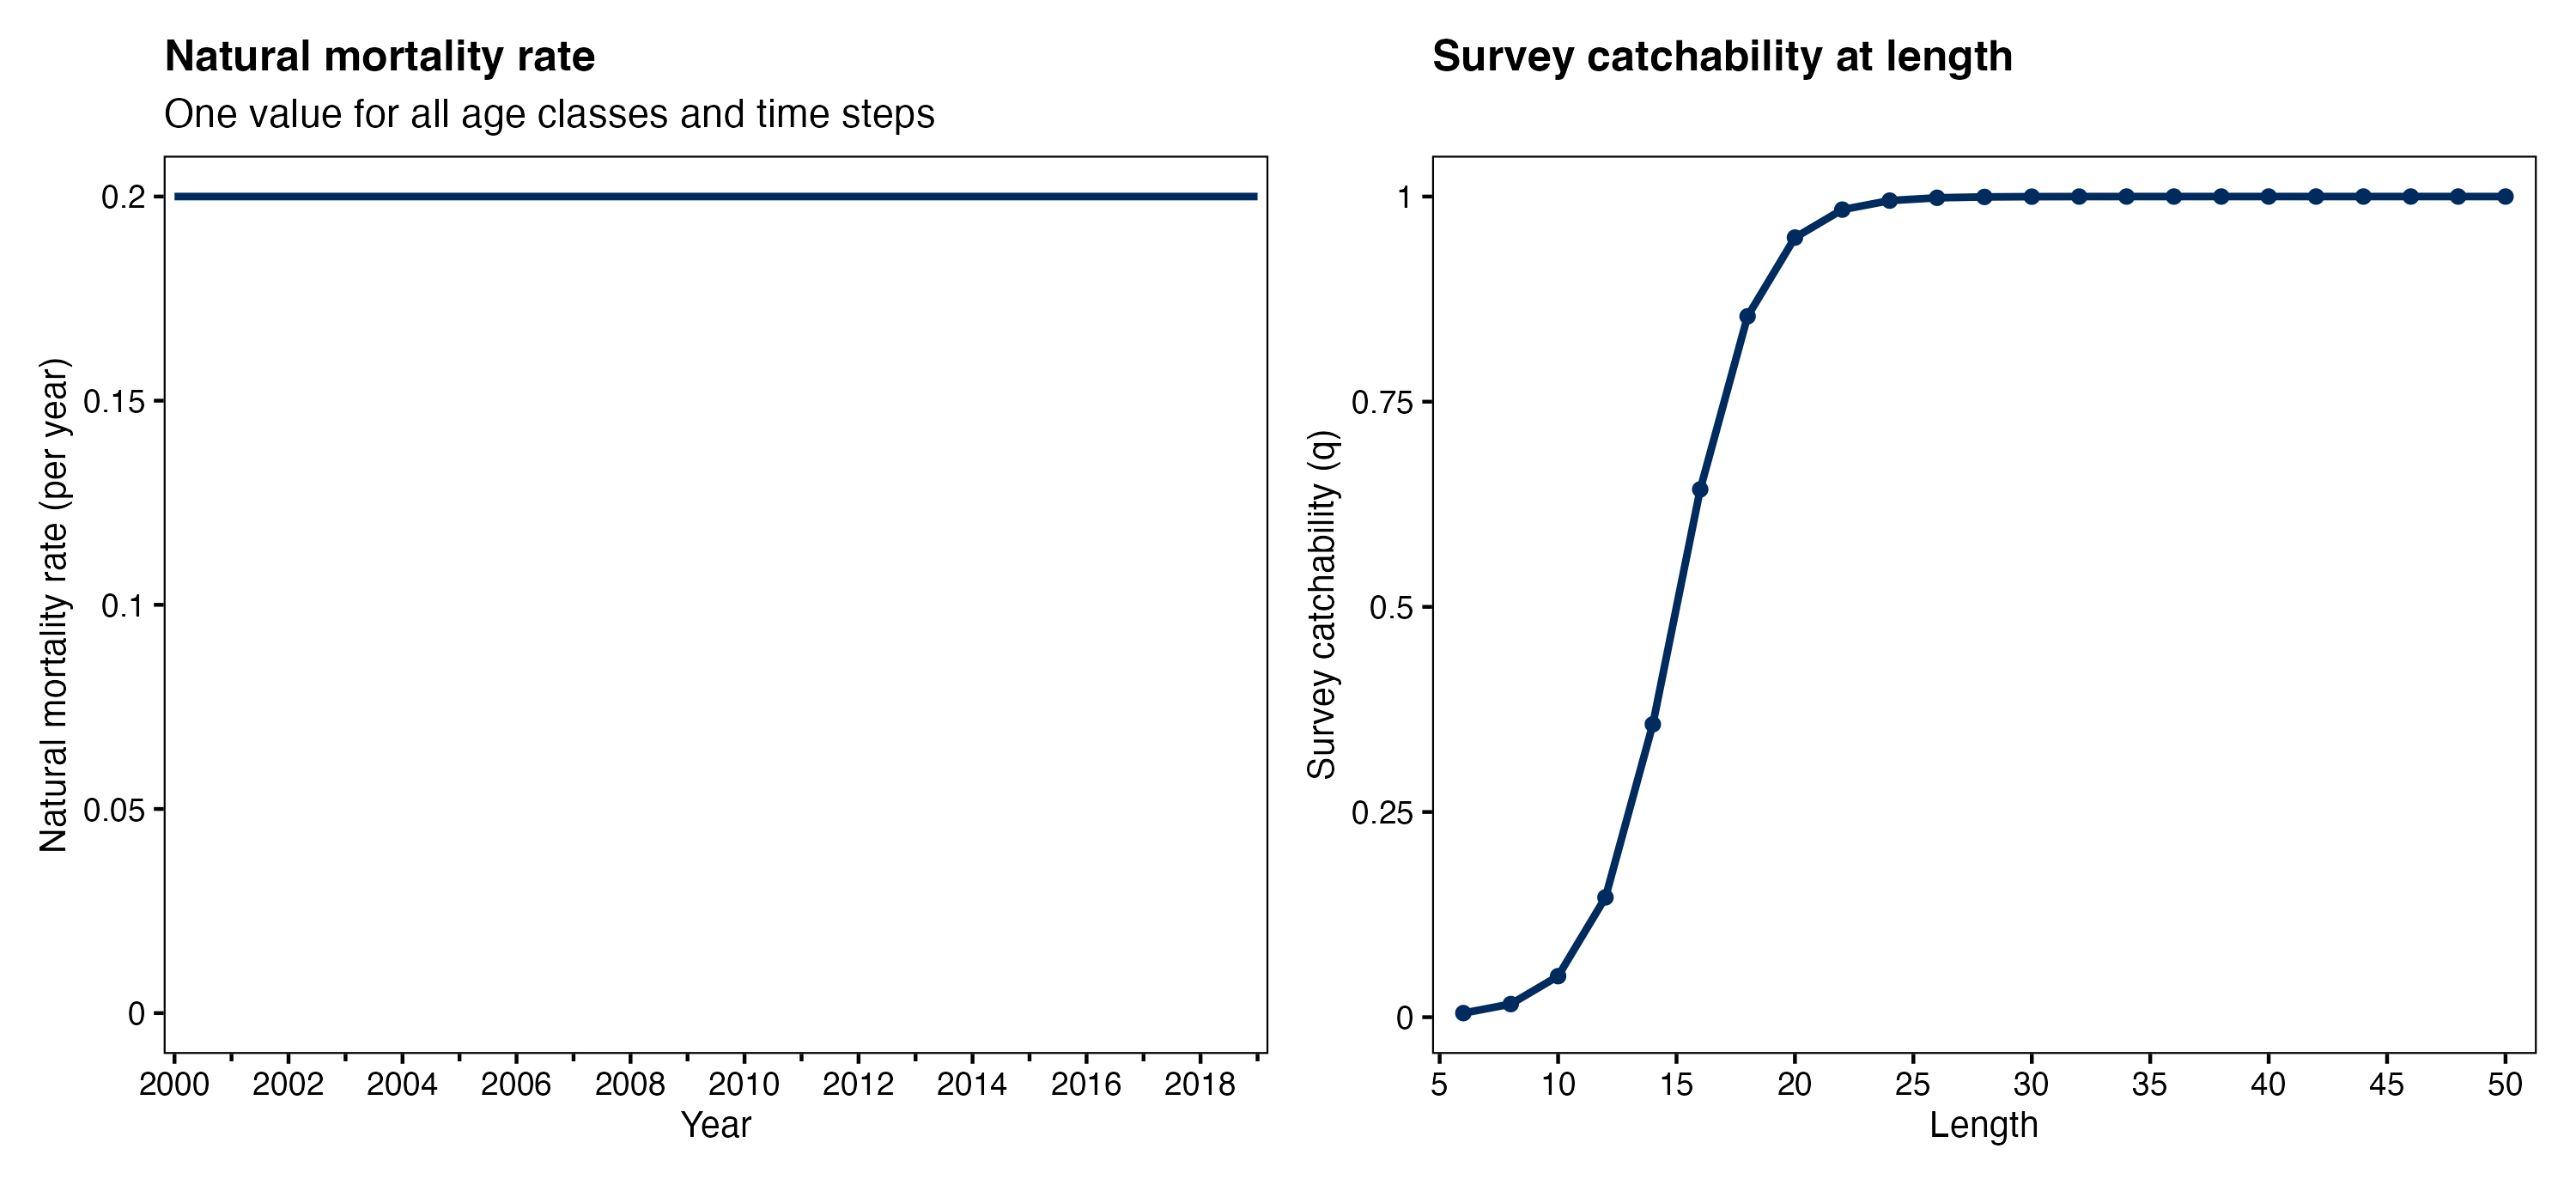 Natural mortality rate
One value for all age classes and time steps
Natural mortality rate (per year)
0.2
0.15
0.1
0.05
0
2000 2002 2004 2006 2008 2010 2012 2014 2016 2018
Year
Survey catchability at length
Survey catchability (q)
1
0.75
0.5
0.25
0
5 10 15 20 25 30 35 40 45 50
Length